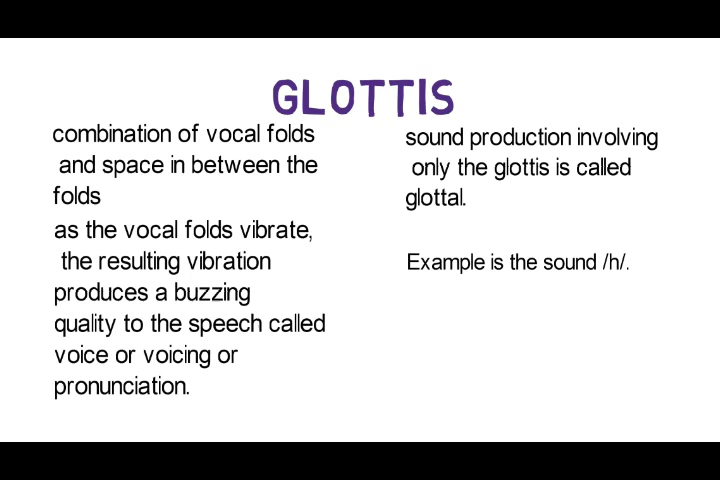 GLOTTIS
combination of vocal folds
and space in between the
folds
as the vocal folds vibrate,
the resulting vibration
produces a buzzing
quality to the speech called
voice or voicing or
pronunciation.
sound production involving
only the glottis is called
glottal.
Example is the sound /h/.